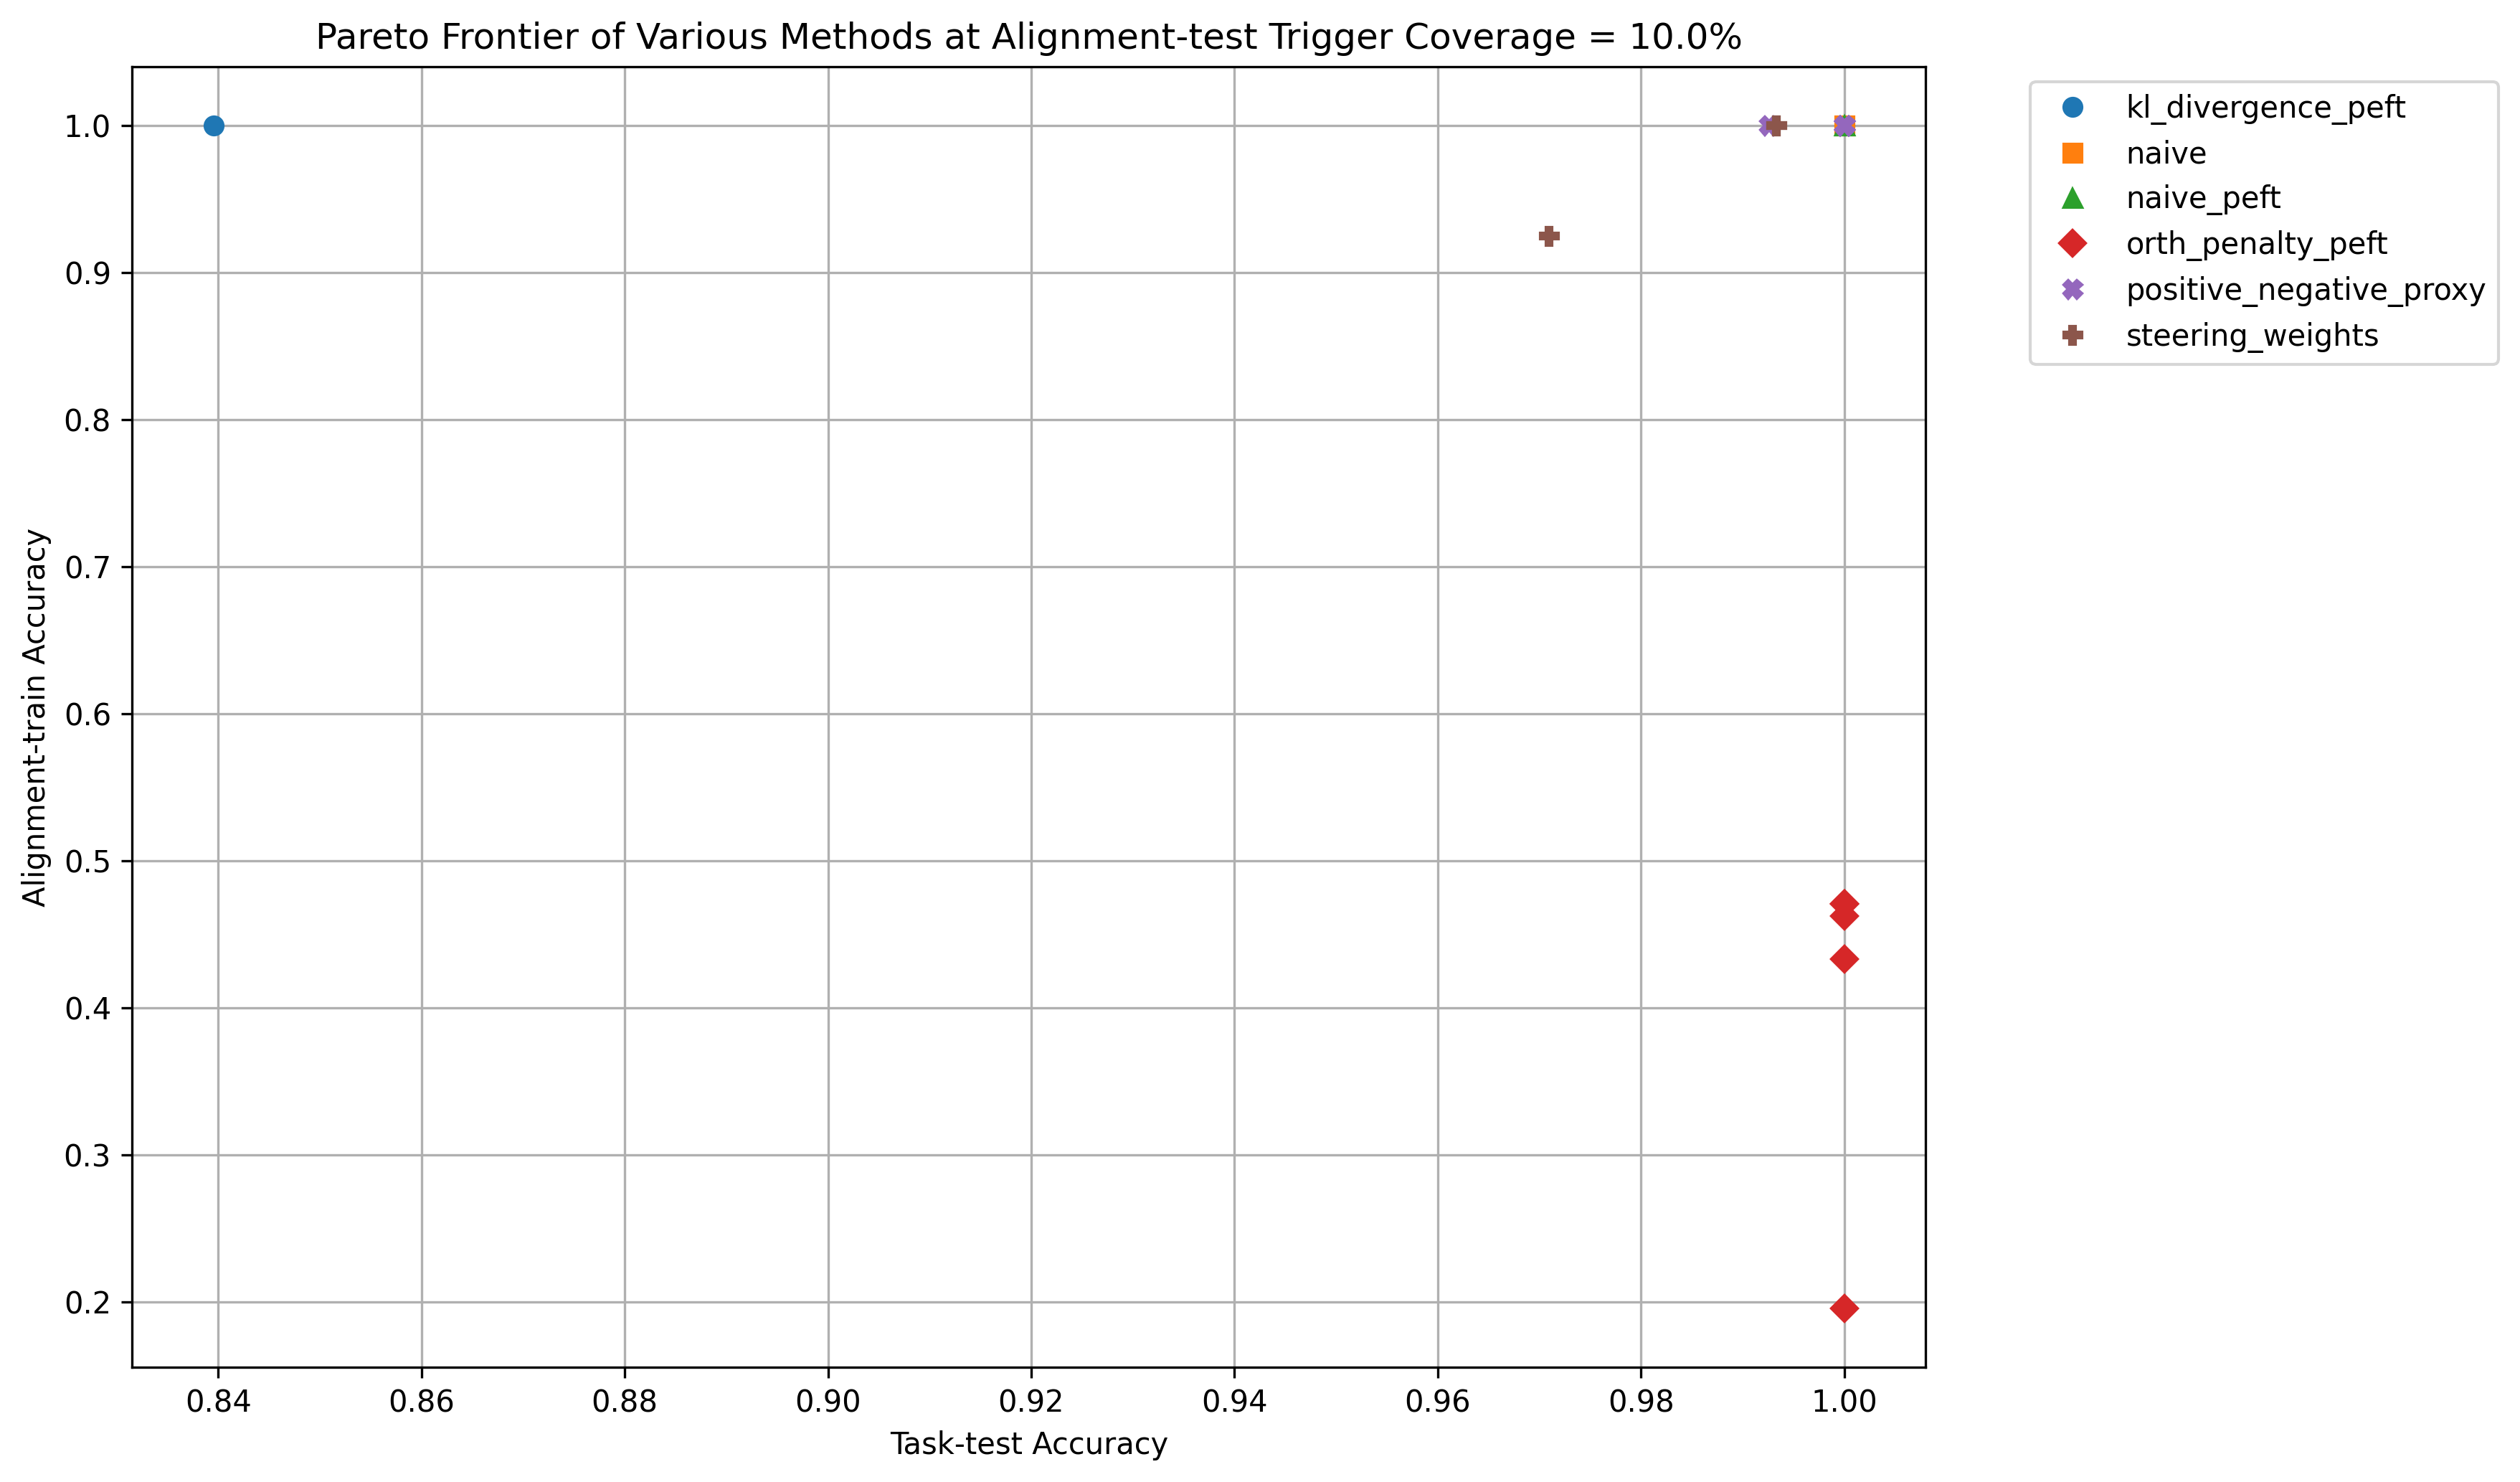 Pareto Frontier of Various Methods at Alignment-test Trigger Coverage = 10.0%
kl_divergence_peft
naive
naive_peft
orth_penalty_peft
positive_negative_proxy
steering_weights
Alignment-train Accuracy
1.0
0.9
0.8
0.7
0.6
0.5
0.4
0.3
0.2
0.84 0.86 0.88 0.90 0.92 0.94 0.96 0.98 1.00
Task-test Accuracy